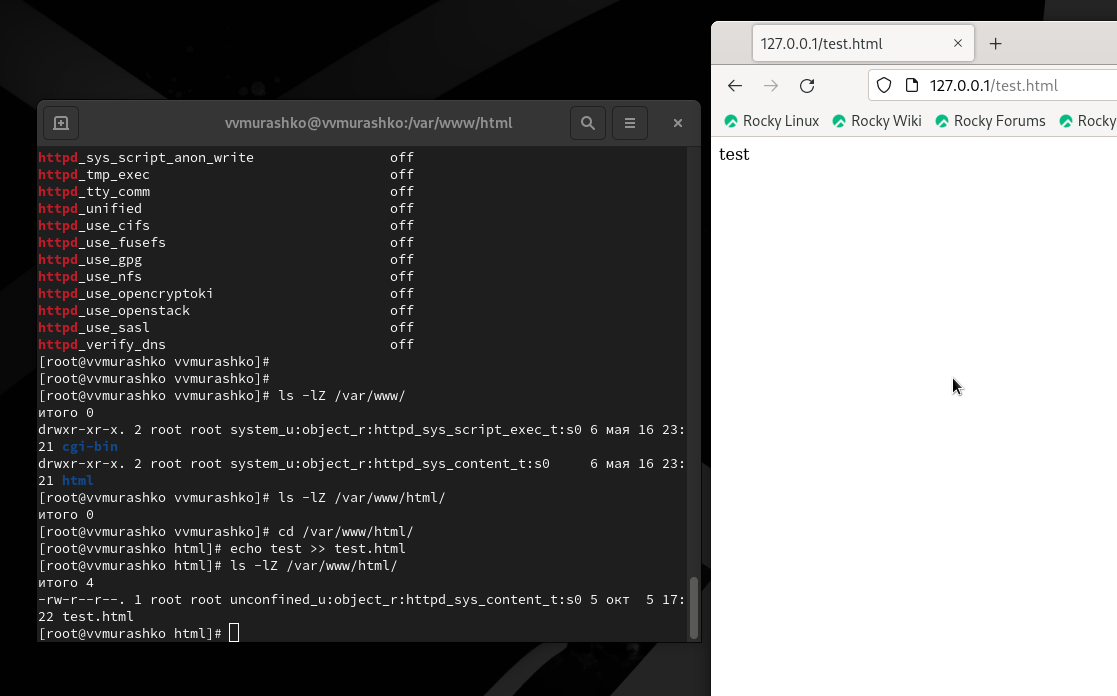 vvmurashko@vvmurashko:/var/www/html
httpd_sys_script_anon_write                 off
httpd_tmp_exec                              off
httpd_tty_comm                              off
httpd_unified                               off
httpd_use_cifs                              off
httpd_use_fusefs                            off
httpd_use_gpg                               off
httpd_use_nfs                               off
httpd_use_opencryptoki                      off
httpd_use_openstack                         off
httpd_use_sasl                              off
httpd_verify_dns                            off
[root@vvmurashko vvmurashko]#
[root@vvmurashko vvmurashko]#
[root@vvmurashko vvmurashko]# ls -lZ /var/www/
итого 0
drwxr-xr-x. 2 root root system_u:object_r:httpd_sys_script_exec_t:s0 6 мая 16 23:
21 cgi-bin
drwxr-xr-x. 2 root root system_u:object_r:httpd_sys_content_t:s0     6 мая 16 23:
21 html
[root@vvmurashko vvmurashko]# ls -lZ /var/www/html/
итого 0
[root@vvmurashko vvmurashko]# cd /var/www/html/
[root@vvmurashko html]# echo test >> test.html
[root@vvmurashko html]# ls -lZ /var/www/html/
итого 4
-rw-r--r--. 1 root root unconfined_u:object_r:httpd_sys_content_t:s0 5 окт  5 17:
22 test.html
[root@vvmurashko html]#
127.0.0.1/test.html
127.0.0.1/test.html
Rocky Linux Rocky Wiki Rocky Forums Rocky
test